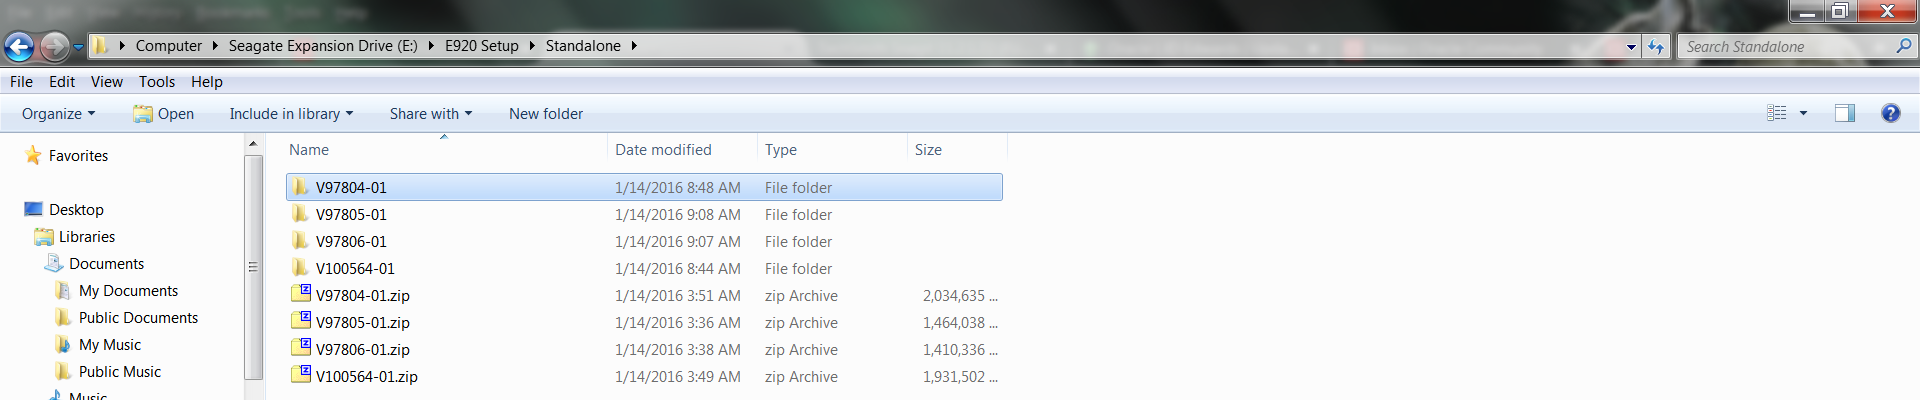 Computer Seagate Expansion Drive (E:) E920 Setup Standalone Search Standalone
File Edit View Tools Help
Organize Open Include in library Share with New folder
Favorites
Desktop
Libraries
Documents
My Documents
Public Documents
My Music
Public Music
Music
Name Date modified Type Size
V97804-01 1/14/2016 8:48 AM File folder
V97805-01 1/14/2016 9:08 AM File folder
V97806-01 1/14/2016 9:07 AM File folder
V100564-01 1/14/2016 8:44 AM File folder
V97804-01.zip 1/14/2016 3:51 AM zip Archive 2,034,635 ...
V97805-01.zip 1/14/2016 3:36 AM zip Archive 1,464,038 ...
V97806-01.zip 1/14/2016 3:38 AM zip Archive 1,410,336 ...
V100564-01.zip 1/14/2016 3:49 AM zip Archive 1,931,502 ...